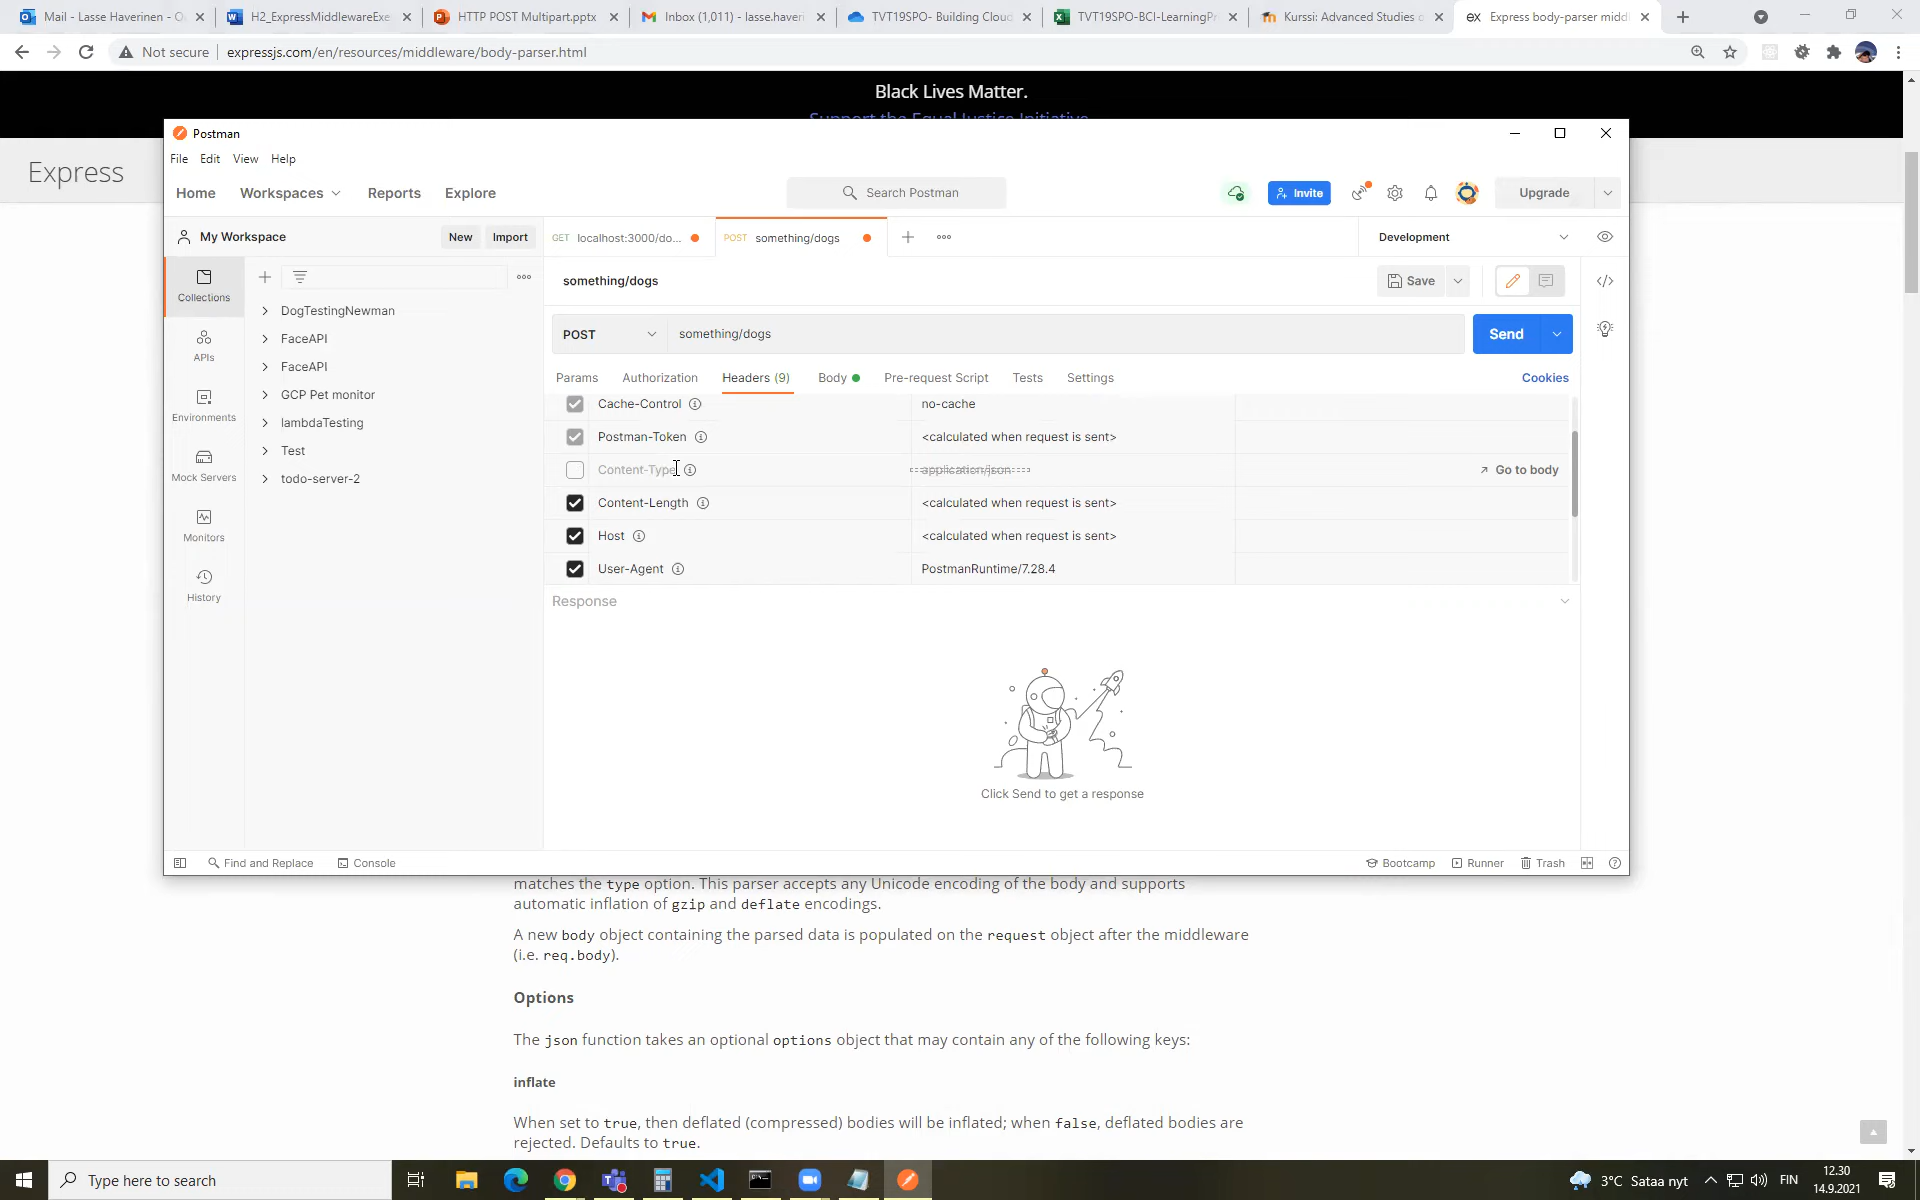 Mail - Lasse Haverinen - O
H2_ExpressMiddlewareExe
HTTP POST Multipart.pptx
Inbox (1,011) - lasse.haveri
TVT19SPO- Building Cloud
TVT19SPO-BCI-LearningPr
Kurssi: Advanced Studies o
Express body-parser middl
Not secure
expressjs.com/en/resources/middleware/body-parser.html
Black Lives Matter.
Support the Equal Justice Initiative.
Express
Postman
File Edit View Help
Home Workspaces Reports Explore
Search Postman
Invite
Upgrade
My Workspace
New Import
GET localhost:3000/do...
POST something/dogs
Development
Collections
APIs
Environments
Mock Servers
Monitors
History
DogTestingNewman
FaceAPI
FaceAPI
GCP Pet monitor
lambdaTesting
Test
todo-server-2
something/dogs
Save
POST something/dogs Send
Params Authorization Headers (9) Body Pre-request Script Tests Settings Cookies
Cache-Control no-cache
Postman-Token <calculated when request is sent>
Content-Type application/json Go to body
Content-Length <calculated when request is sent>
Host <calculated when request is sent>
User-Agent PostmanRuntime/7.28.4
Response
Click Send to get a response
Find and Replace Console Bootcamp Runner Trash
matches the type option. This parser accepts any Unicode encoding of the body and supports
automatic inflation of gzip and deflate encodings.
A new body object containing the parsed data is populated on the request object after the middleware
(i.e. req.body).
Options
The json function takes an optional options object that may contain any of the following keys:
inflate
When set to true, then deflated (compressed) bodies will be inflated; when false, deflated bodies are
rejected. Defaults to true.
Type here to search
3°C Sataa nyt
FIN
12.30
14.9.2021